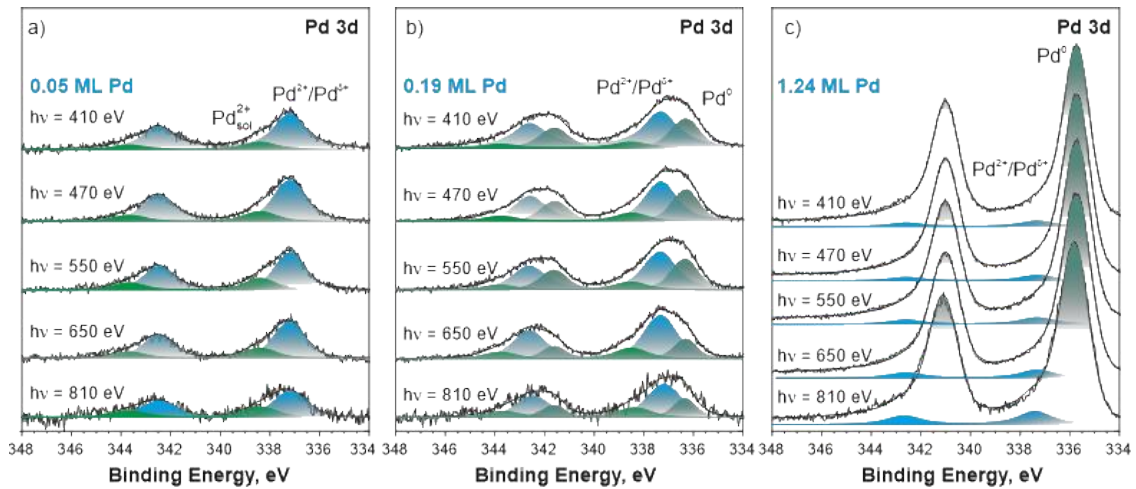 a)
Pd 3d
0.05 ML Pd
Pd²⁺/Pd^δ⁺
Pd²⁺sol
hν = 410 eV
hν = 470 eV
hν = 550 eV
hν = 650 eV
hν = 810 eV
348 346 344 342 340 338 336 334
Binding Energy, eV
b)
Pd 3d
0.19 ML Pd
Pd²⁺/Pd^δ⁺
Pd⁰
hν = 410 eV
hν = 470 eV
hν = 550 eV
hν = 650 eV
hν = 810 eV
348 346 344 342 340 338 336 334
Binding Energy, eV
c)
Pd 3d
Pd⁰
1.24 ML Pd
Pd²⁺/Pd^δ⁺
hν = 410 eV
hν = 470 eV
hν = 550 eV
hν = 650 eV
hν = 810 eV
348 346 344 342 340 338 336 334
Binding Energy, eV